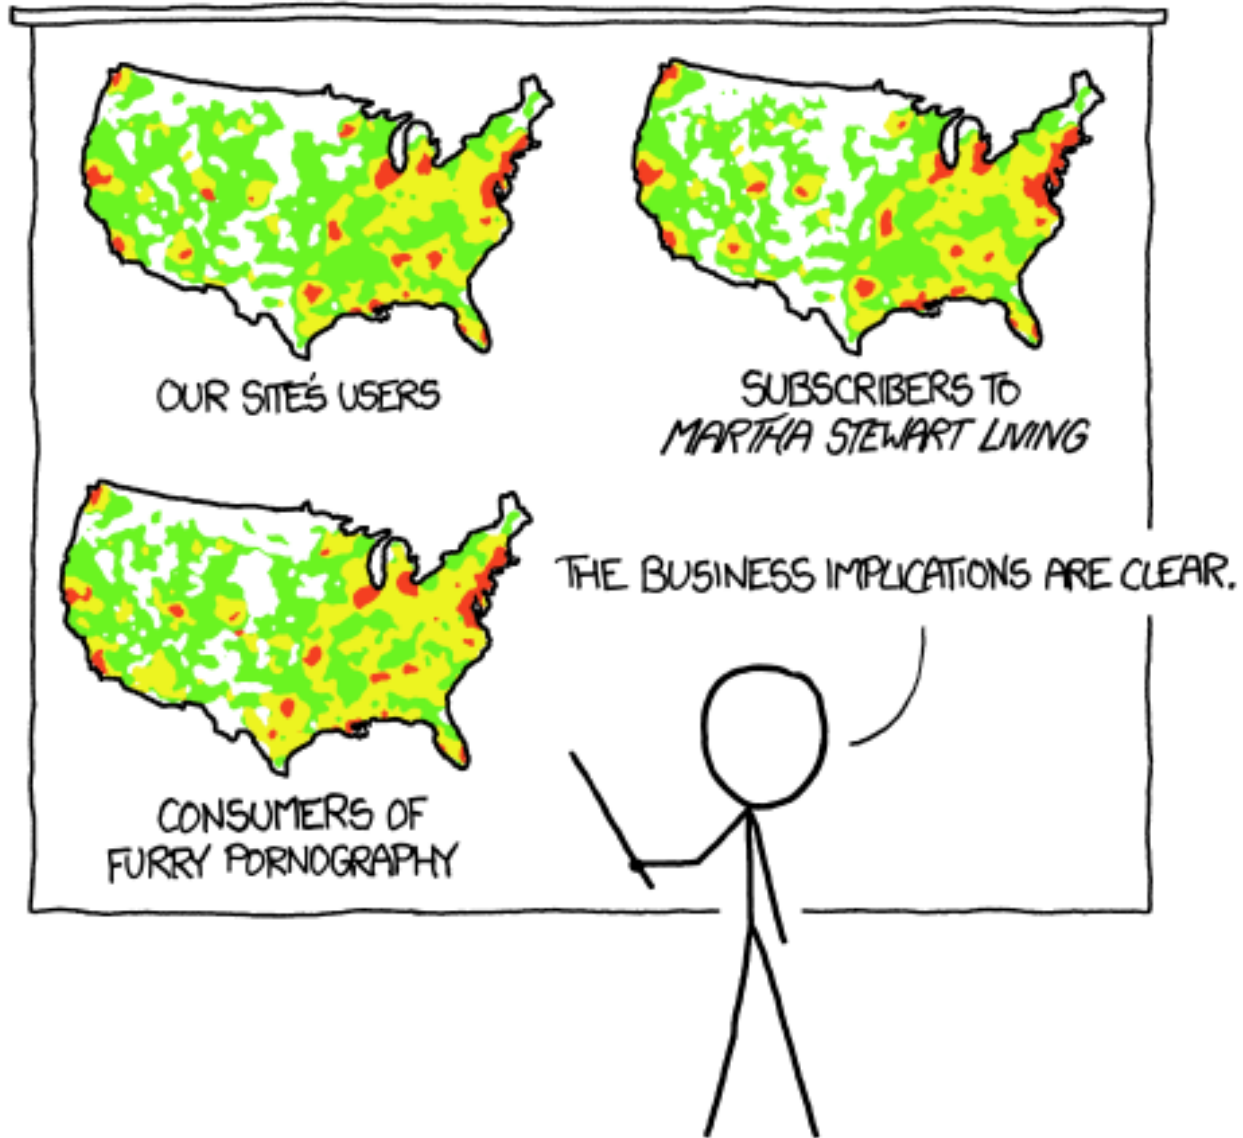 OUR SITE'S USERS
SUBSCRIBERS TO
MARTHA STEWART LIVING
CONSUMERS OF
FURRY PORNOGRAPHY
THE BUSINESS IMPLICATIONS ARE CLEAR.